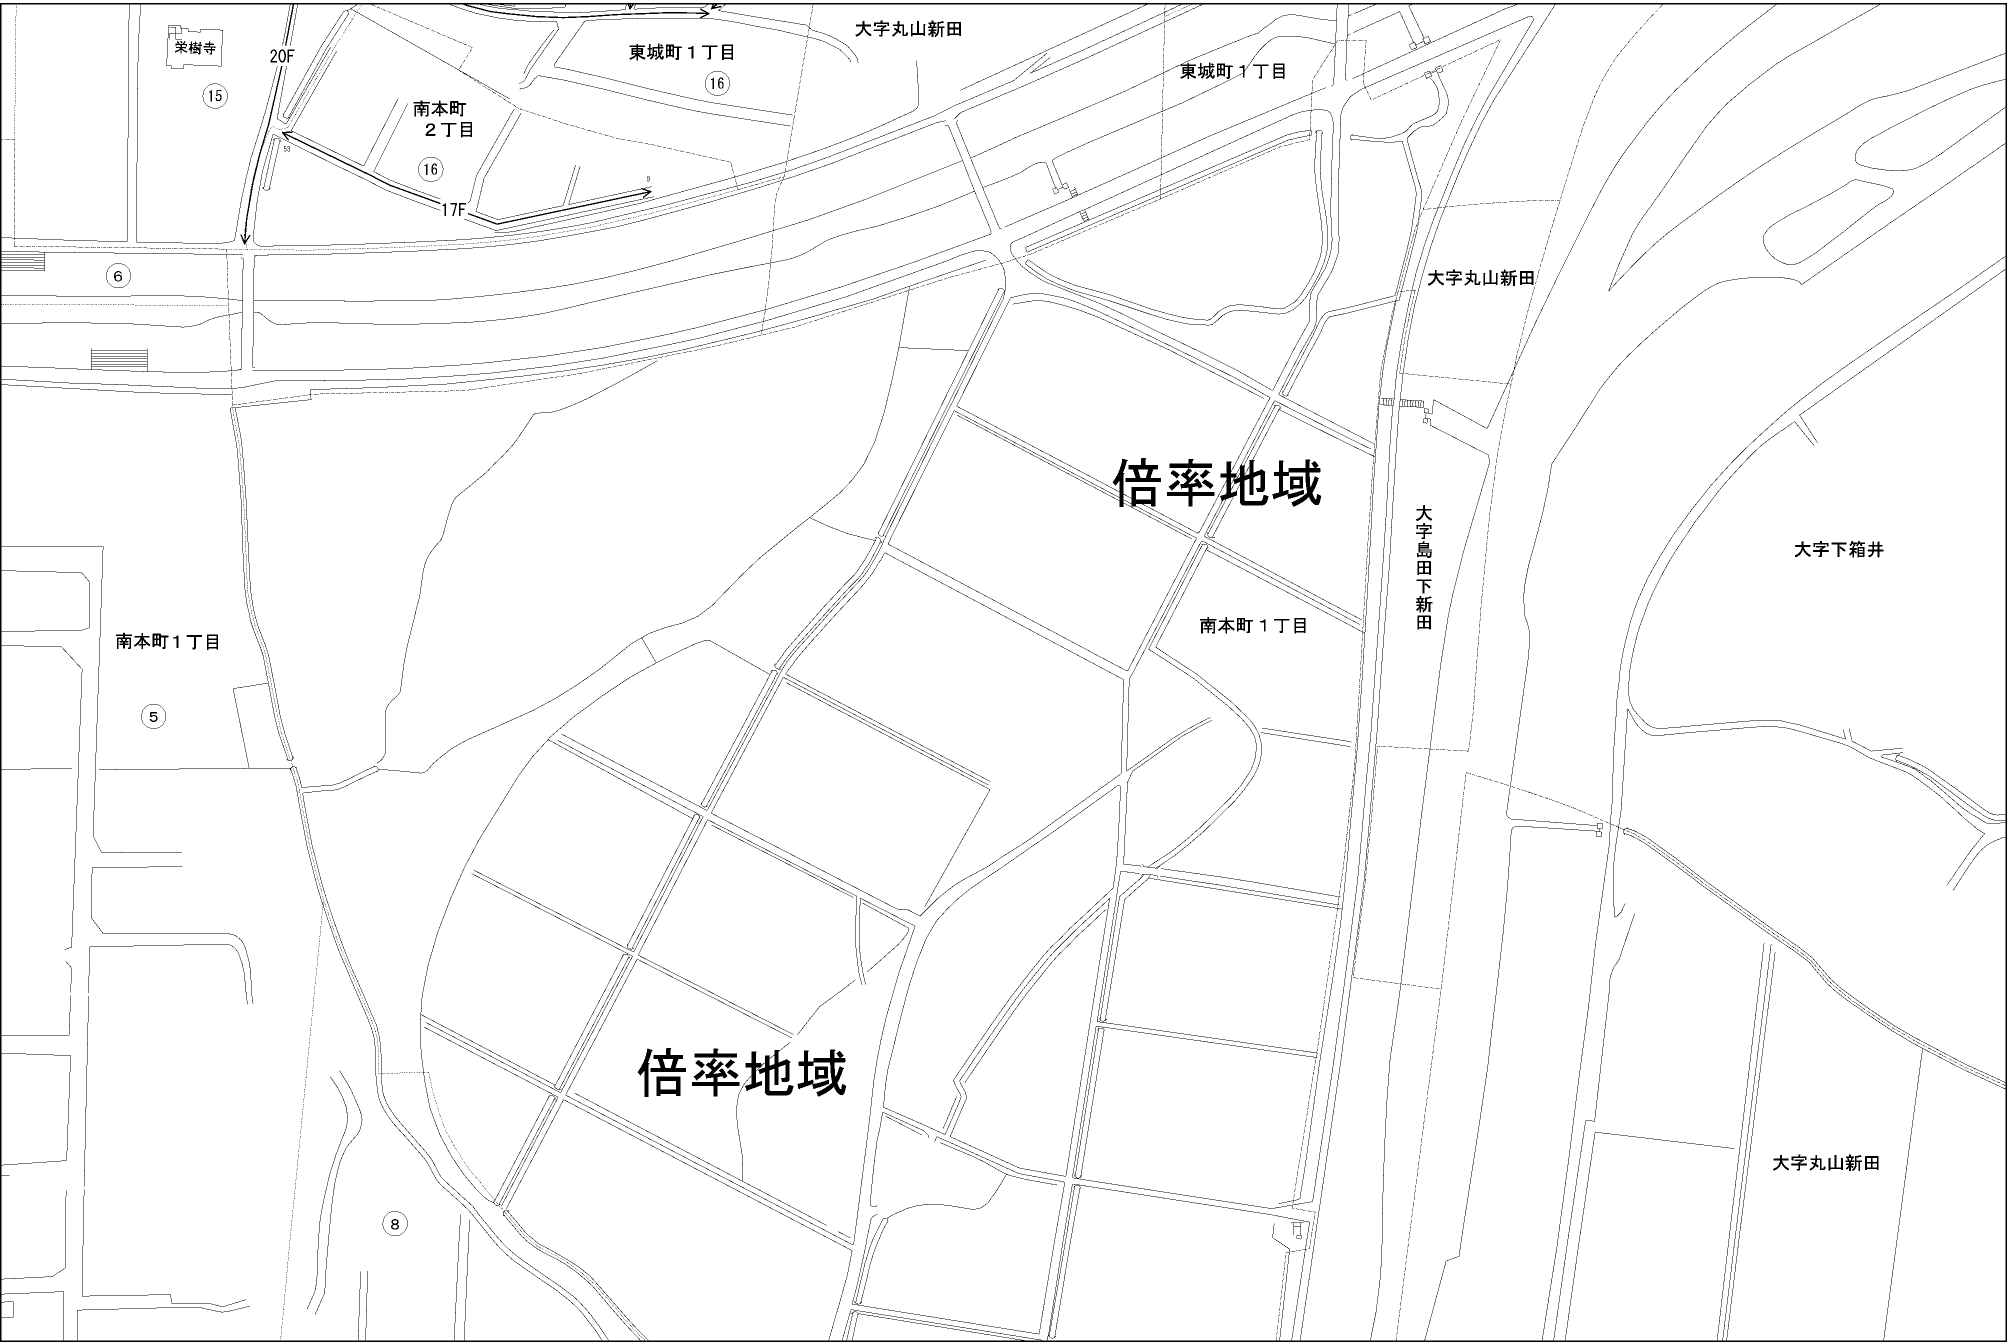 大字丸山新田
栄樹寺
20F
東城町１丁目
16
東城町１丁目
15
南本町
２丁目
53
16
9
17F
6
大字丸山新田
倍率地域
大字島田下新田
大字下箱井
南本町１丁目
南本町１丁目
5
倍率地域
大字丸山新田
8